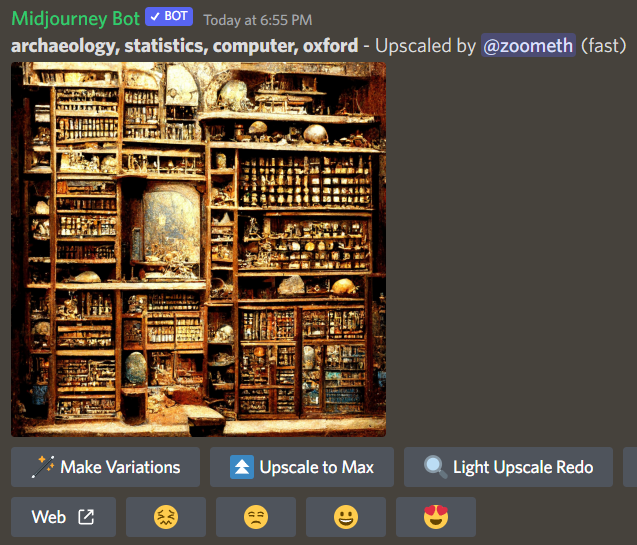 Midjourney Bot ✓ BOT Today at 6:55 PM
archaeology, statistics, computer, oxford - Upscaled by @zoometh (fast)
Make Variations Upscale to Max Light Upscale Redo
Web